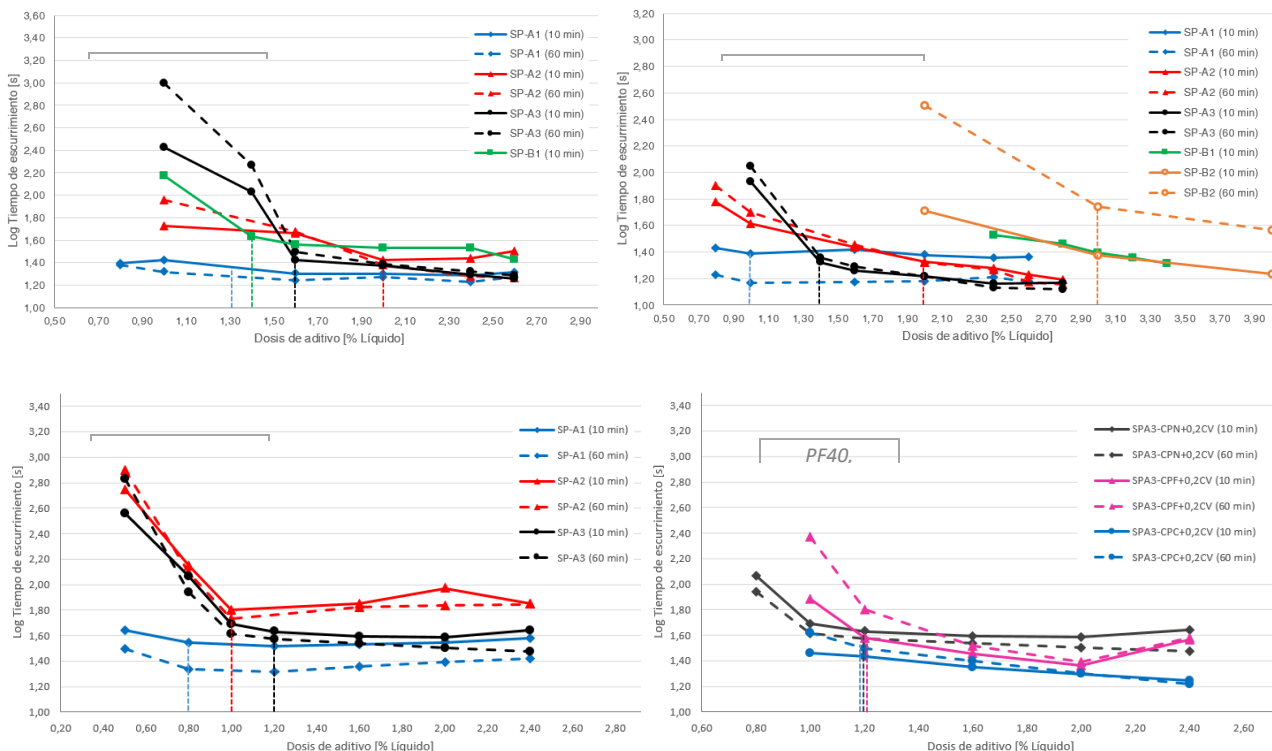 3,60
3,40
3,20
3,00
2,80
2,60
2,40
2,20
2,00
1,80
1,60
1,40
1,20
1,00
Log Tiempo de escurrimiento [s]
0,50 0,70 0,90 1,10 1,30 1,50 1,70 1,90 2,10 2,30 2,50 2,70 2,90
Dosis de aditivo [% Líquido]
SP-A1 (10 min)
SP-A1 (60 min)
SP-A2 (10 min)
SP-A2 (60 min)
SP-A3 (10 min)
SP-A3 (60 min)
SP-B1 (10 min)
3,20
3,00
2,80
2,60
2,40
2,20
2,00
1,80
1,60
1,40
1,20
1,00
Log Tiempo de escurrimiento [s]
0,50 0,70 0,90 1,10 1,30 1,50 1,70 1,90 2,10 2,30 2,50 2,70 2,90 3,10 3,30 3,50 3,70 3,90
Dosis de aditivo [% Líquido]
SP-A1 (10 min)
SP-A1 (60 min)
SP-A2 (10 min)
SP-A2 (60 min)
SP-A3 (10 min)
SP-A3 (60 min)
SP-B1 (10 min)
SP-B2 (10 min)
SP-B2 (60 min)
3,40
3,20
3,00
2,80
2,60
2,40
2,20
2,00
1,80
1,60
1,40
1,20
1,00
Log Tiempo de escurrimiento [s]
0,20 0,40 0,60 0,80 1,00 1,20 1,40 1,60 1,80 2,00 2,20 2,40 2,60 2,80
Dosis de aditivo [% Líquido]
SP-A1 (10 min)
SP-A1 (60 min)
SP-A2 (10 min)
SP-A2 (60 min)
SP-A3 (10 min)
SP-A3 (60 min)
3,40
3,20
3,00
2,80
2,60
2,40
2,20
2,00
1,80
1,60
1,40
1,20
1,00
Log Tiempo de escurrimiento [s]
0,60 0,80 1,00 1,20 1,40 1,60 1,80 2,00 2,20 2,40 2,60
Dosis de aditivo [% Líquido]
PF40.
SPA3-CPN+0,2CV (10 min)
SPA3-CPN+0,2CV (60 min)
SPA3-CPF+0,2CV (10 min)
SPA3-CPF+0,2CV (60 min)
SPA3-CPC+0,2CV (10 min)
SPA3-CPC+0,2CV (60 min)